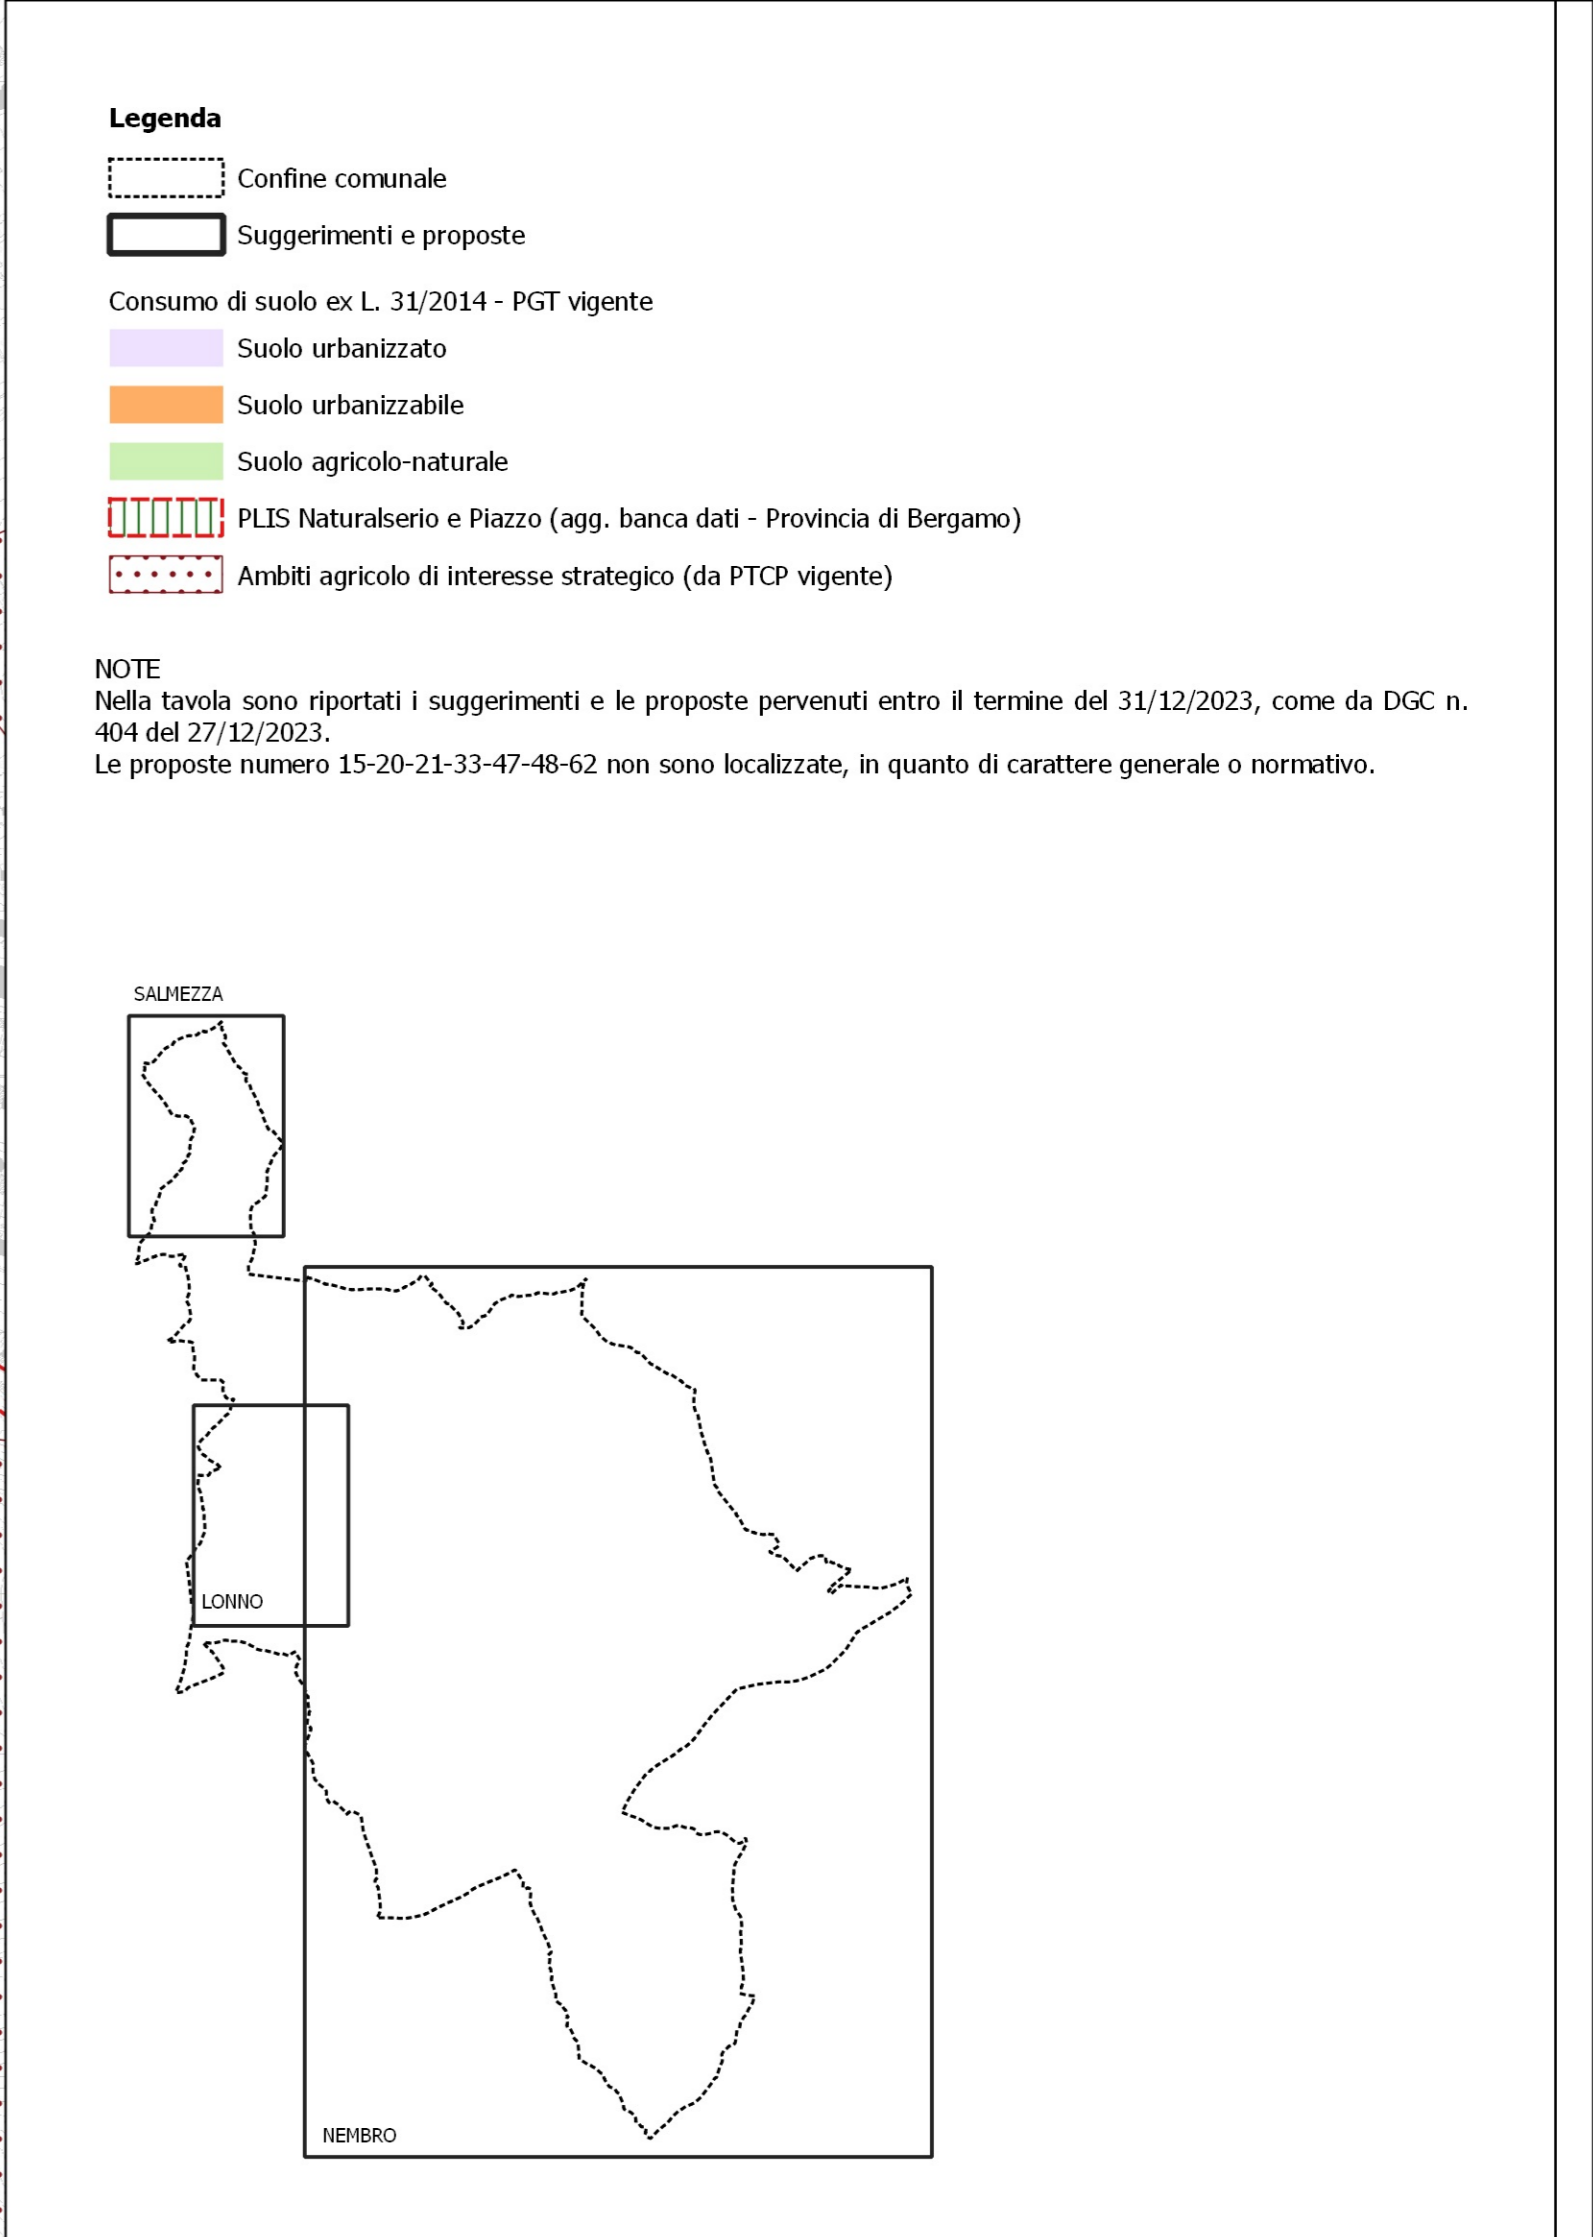 Legenda
Confine comunale
Suggerimenti e proposte
Consumo di suolo ex L. 31/2014 - PGT vigente
Suolo urbanizzato
Suolo urbanizzabile
Suolo agricolo-naturale
PLIS Naturalserio e Piazzo (agg. banca dati - Provincia di Bergamo)
Ambiti agricolo di interesse strategico (da PTCP vigente)
NOTE
Nella tavola sono riportati i suggerimenti e le proposte pervenuti entro il termine del 31/12/2023, come da DGC n.
404 del 27/12/2023.
Le proposte numero 15-20-21-33-47-48-62 non sono localizzate, in quanto di carattere generale o normativo.
SALMEZZA
LONNO
NEMBRO